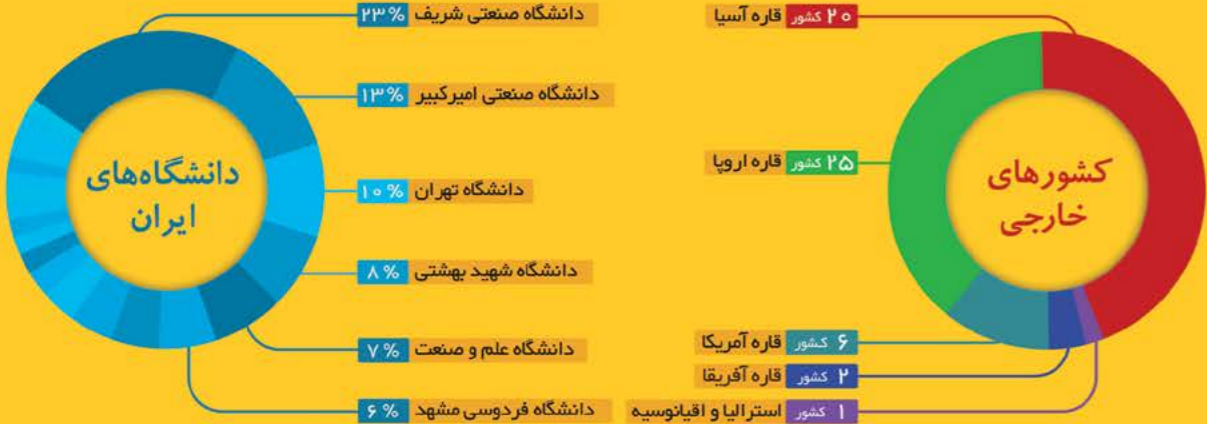 کشورهای
خارجی
۲۰ کشور قاره آسیا
۲۵ کشور قاره اروپا
۶ کشور قاره آمریکا
۲ کشور قاره آفریقا
۱ کشور استرالیا و اقیانوسیه
دانشگاه‌های
ایران
دانشگاه صنعتی شریف ۲۳%
دانشگاه صنعتی امیرکبیر ۱۳%
دانشگاه تهران ۱۰%
دانشگاه شهید بهشتی ۸%
دانشگاه علم و صنعت ۷%
دانشگاه فردوسی مشهد ۶%